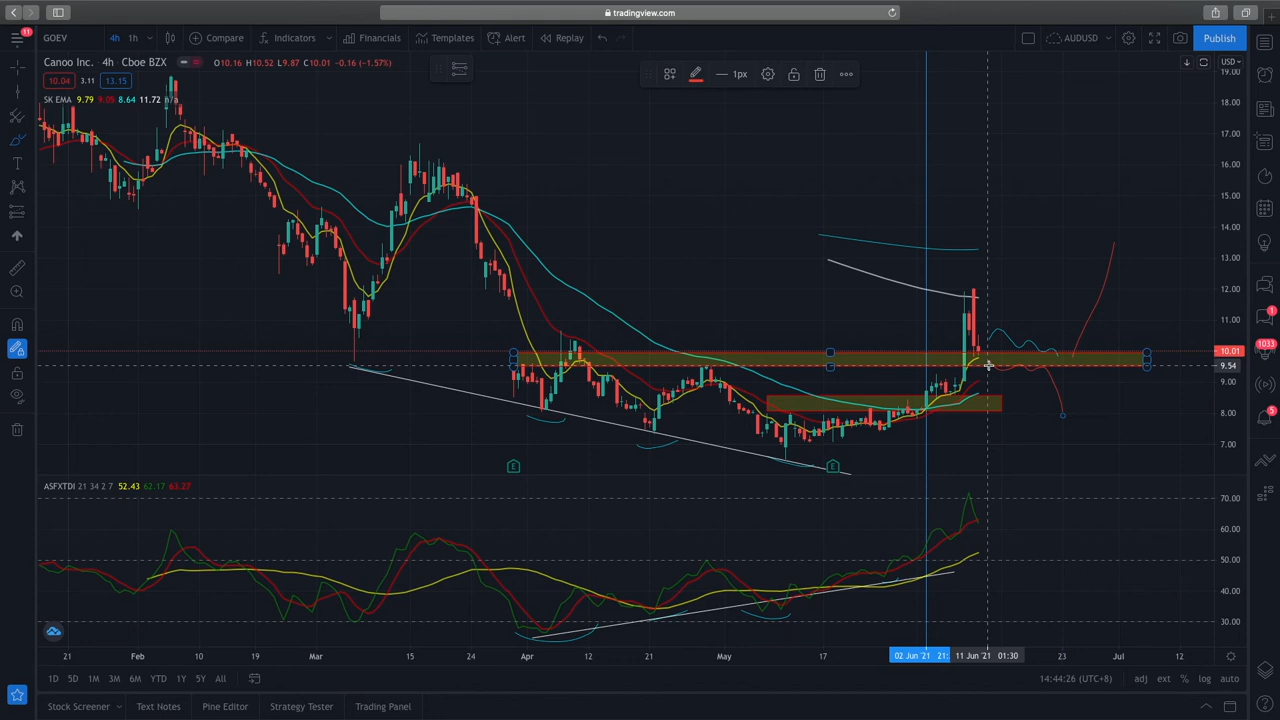 tradingview.com
11
GOEV
4h
1h
Compare
Indicators
Financials
Templates
Alert
Replay
AUDUSD
Publish
Canoo Inc. · 4h · Cboe BZX
O10.16 H10.52 L9.87 C10.01 −0.16 (−1.57%)
10.04
3.11
13.15
SK EMA 9.79 9.05 8.64 11.72 n/a
1px
USD
19.00
18.00
17.00
16.00
15.00
14.00
13.00
12.00
11.00
10.01
9.54
9.00
8.00
7.00
E
E
ASFXTDI 21 34 2 7 52.43 62.17 63.27
70.00
60.00
50.00
40.00
30.00
21
Feb
10
19
Mar
15
24
Apr
12
21
May
17
02 Jun '21
11 Jun '21 01:30
23
Jul
12
1D
5D
1M
3M
6M
YTD
1Y
5Y
All
14:44:26 (UTC+8)
adj
ext
%
log
auto
Stock Screener
Text Notes
Pine Editor
Strategy Tester
Trading Panel
1
1033
5